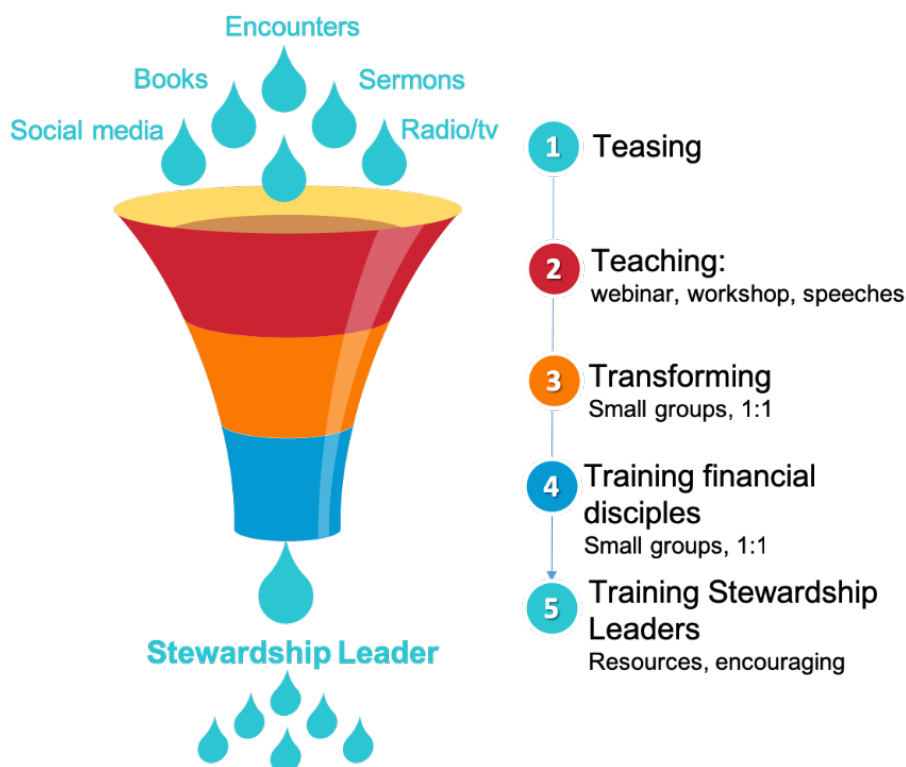 Encounters
Books
Sermons
Social media
Radio/tv
Stewardship Leader
1
Teasing
2
Teaching:
webinar, workshop, speeches
3
Transforming
Small groups, 1:1
4
Training financial
disciples
Small groups, 1:1
5
Training Stewardship
Leaders
Resources, encouraging